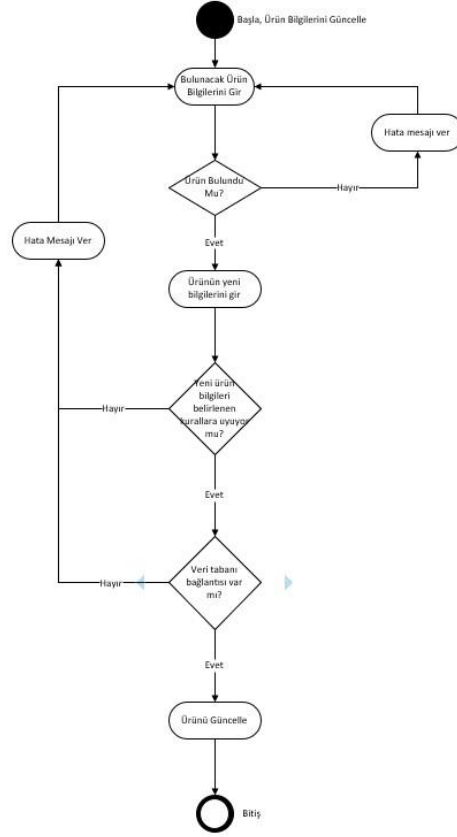 Başla, Ürün Bilgilerini Güncelle
Bulunacak Ürün
Bilgilerini Gir
Hata mesajı ver
Ürün Bulundu
Mu?
Hayır
Hata Mesajı Ver
Evet
Ürünün yeni
bilgilerini gir
Yeni ürün
bilgileri
belirlenen
kurallara uyuyor
mu?
Hayır
Evet
Veri tabanı
bağlantısı var
mı?
Hayır
Evet
Ürünü Güncelle
Bitiş